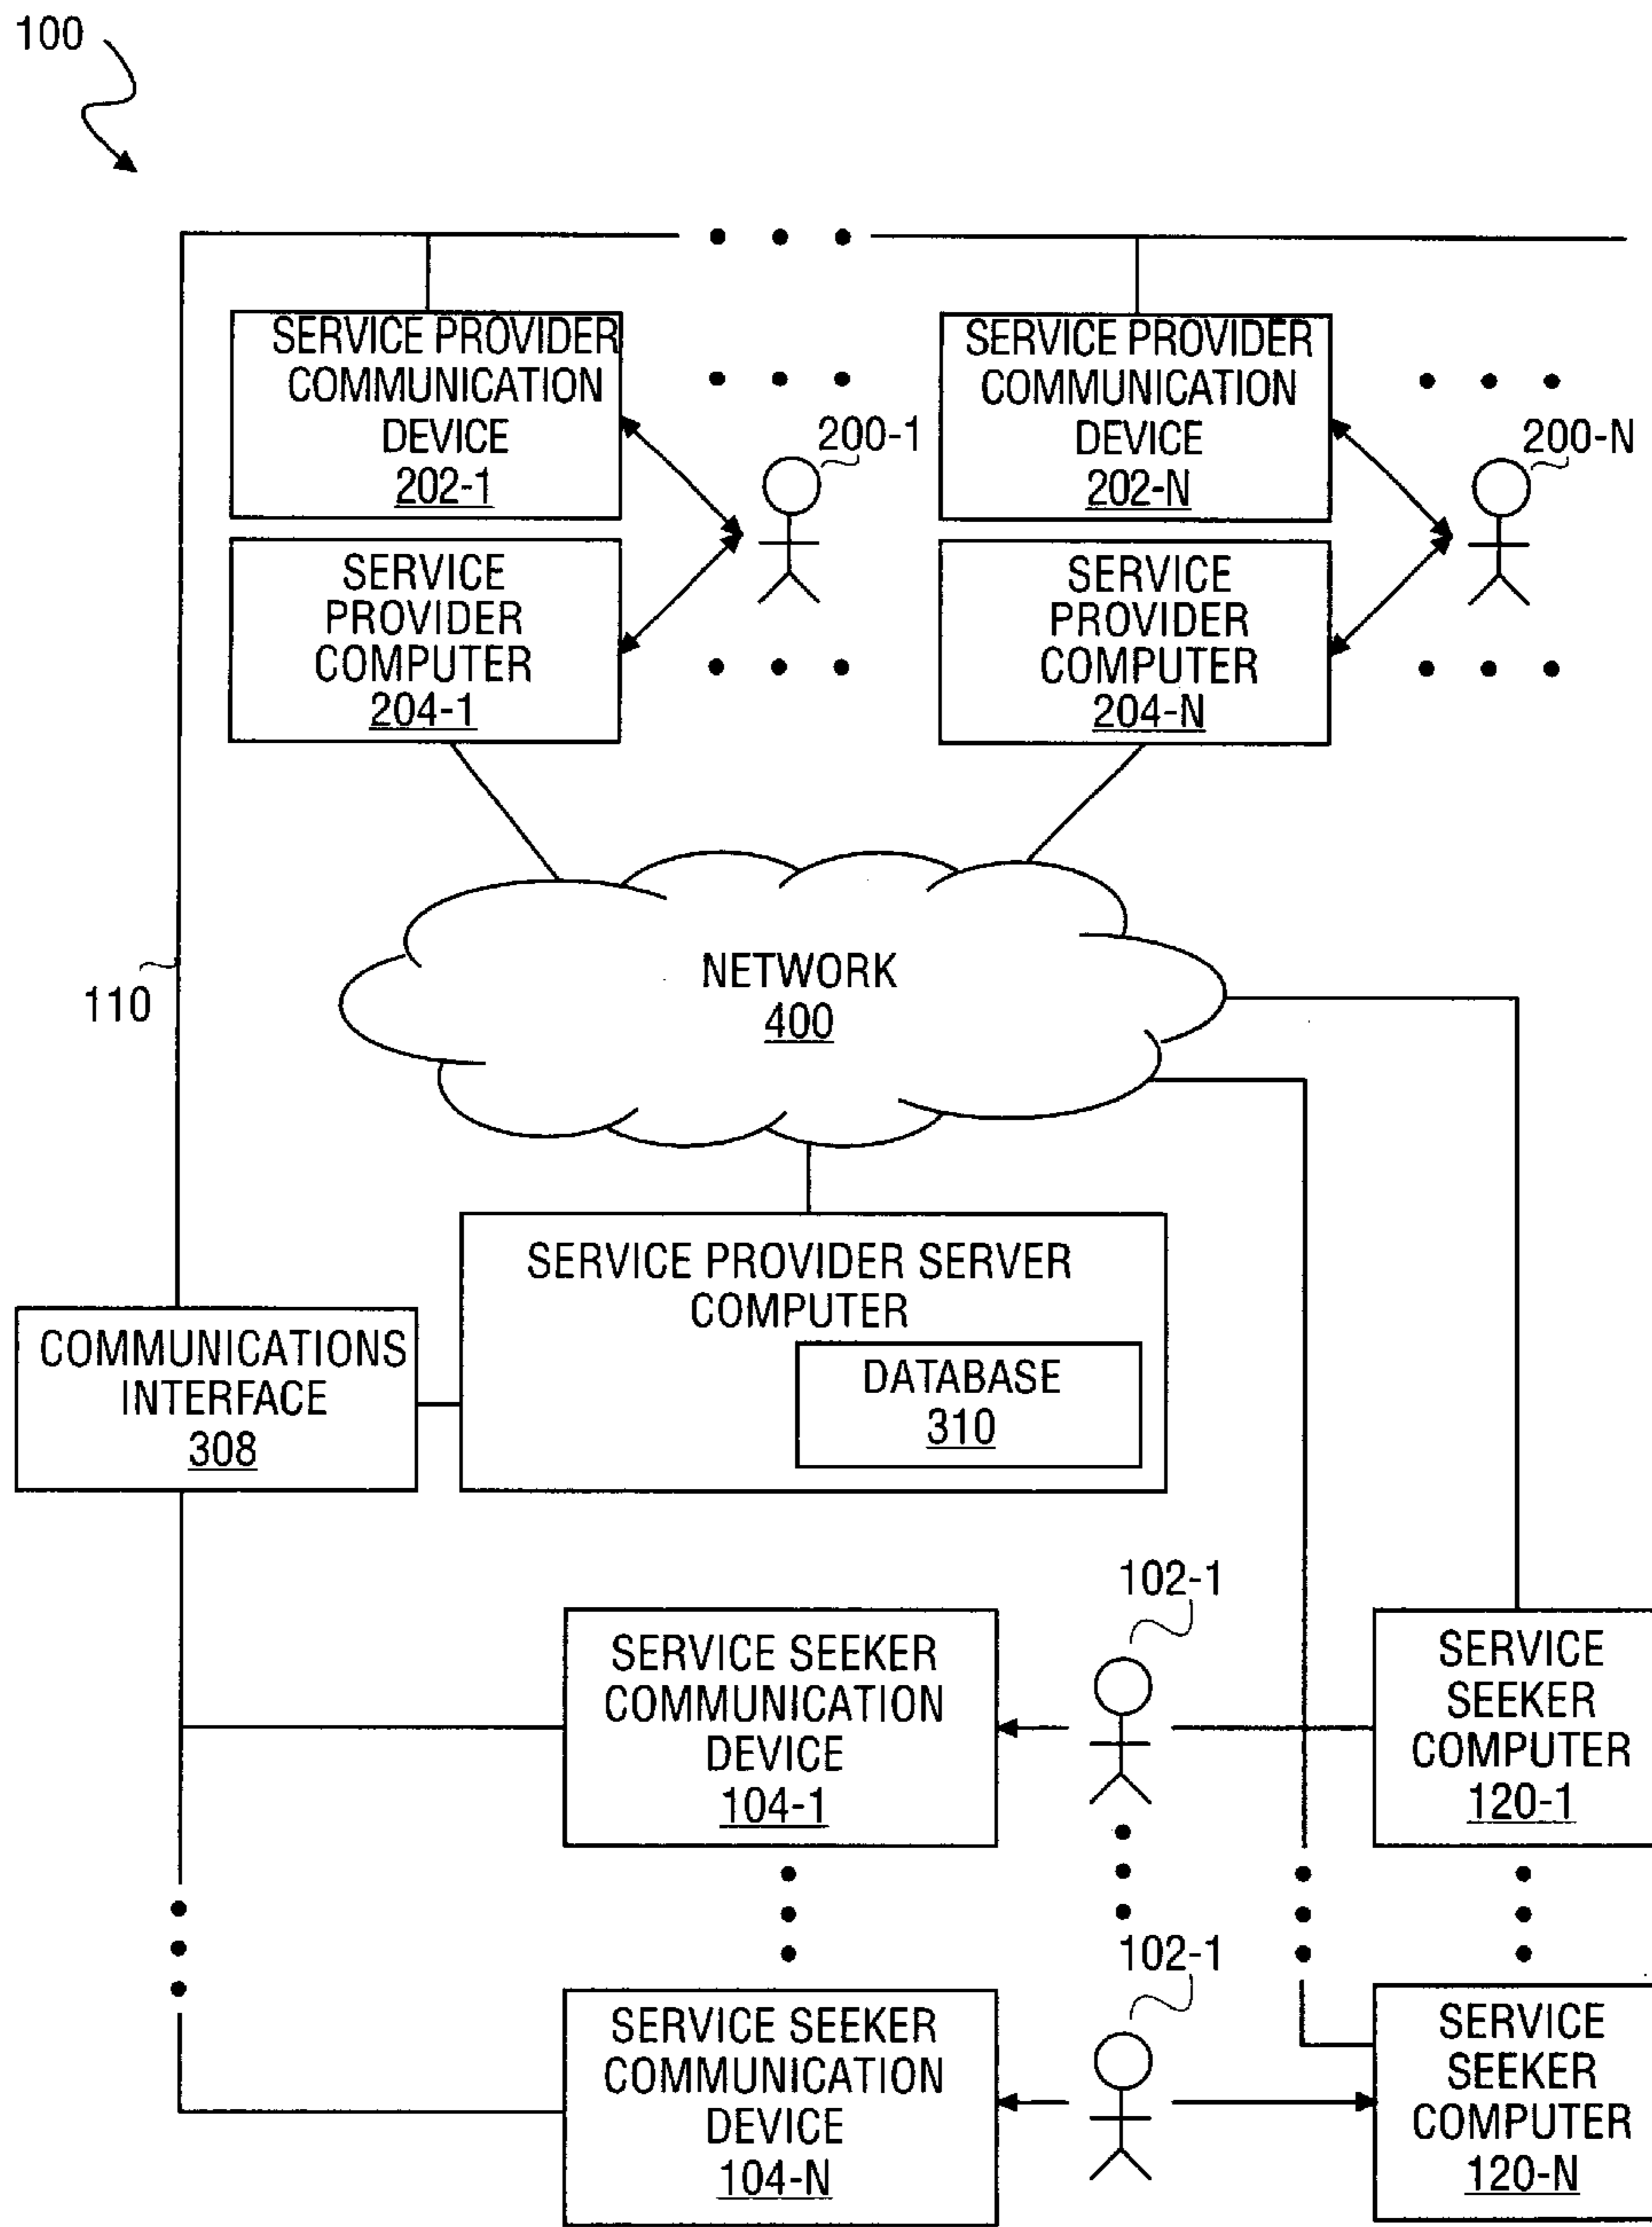 100
SERVICE PROVIDER
COMMUNICATION
DEVICE
202-1
200-1
SERVICE PROVIDER
COMMUNICATION
DEVICE
202-N
200-N
SERVICE
PROVIDER
COMPUTER
204-1
SERVICE
PROVIDER
COMPUTER
204-N
NETWORK
400
110
SERVICE PROVIDER SERVER
COMPUTER
DATABASE
310
COMMUNICATIONS
INTERFACE
308
102-1
SERVICE SEEKER
COMMUNICATION
DEVICE
104-1
SERVICE
SEEKER
COMPUTER
120-1
102-1
SERVICE SEEKER
COMMUNICATION
DEVICE
104-N
SERVICE
SEEKER
COMPUTER
120-N